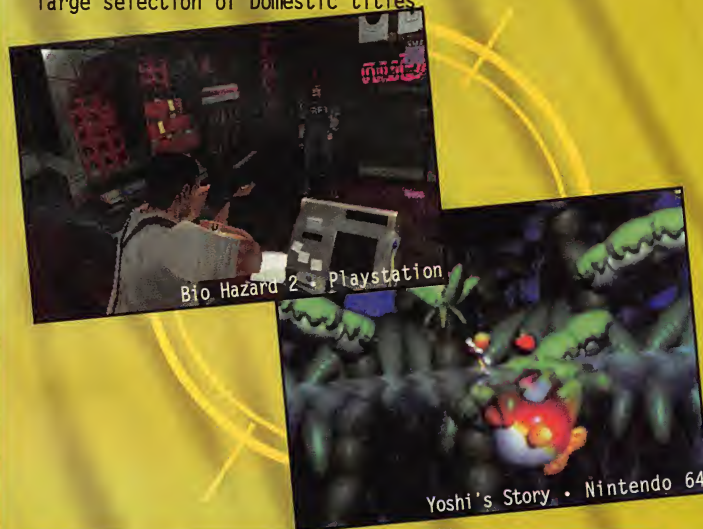 large selection of Domestic titles
Bio Hazard 2 • Playstation
Yoshi's Story • Nintendo 64